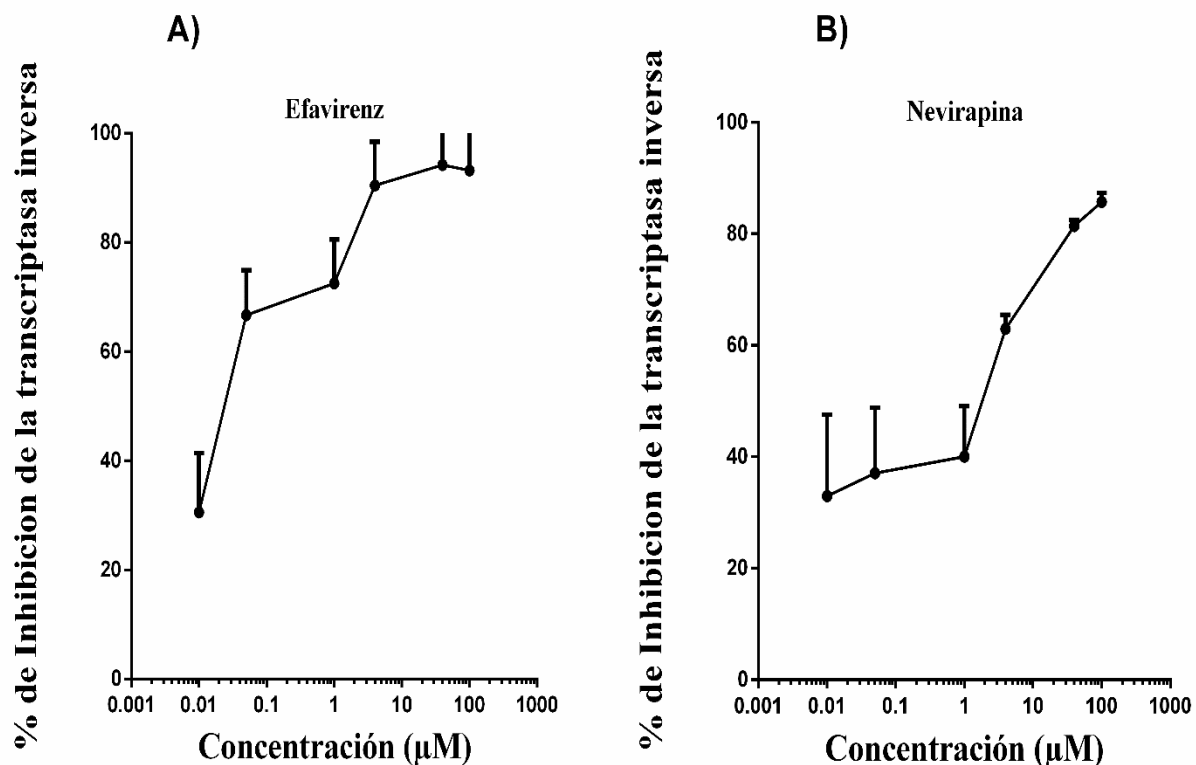 A)
Efavirenz
% de Inhibicion de la transcriptasa inversa
100
80
60
40
20
0
0.001 0.01 0.1 1 10 100 1000
Concentración (µM)
B)
Nevirapina
% de Inhibicion de la transcriptasa inversa
100
80
60
40
20
0
0.001 0.01 0.1 1 10 100 1000
Concentración (µM)